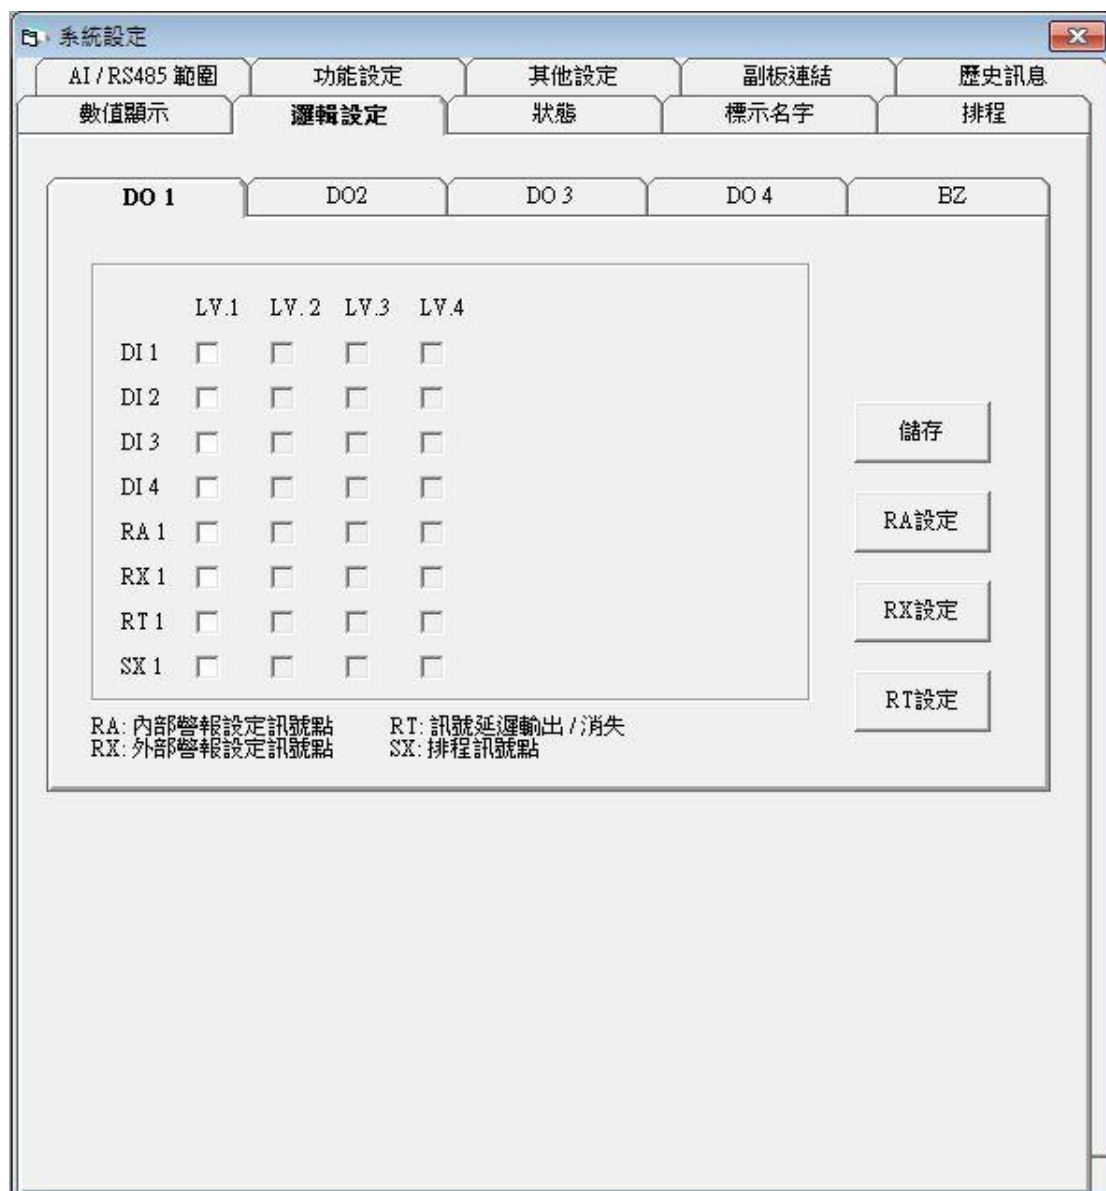 系統設定
AI / RS485 範圍 功能設定 其他設定 副板連結 歷史訊息
數值顯示 邏輯設定 狀態 標示名字 排程
DO 1 DO2 DO 3 DO 4 BZ
LV.1 LV. 2 LV.3 LV.4
DI 1
DI 2
DI 3
儲存
DI 4
RA設定
RA 1
RX 1
RX設定
RT 1
SX 1
RT設定
RA: 內部警報設定訊號點 RT: 訊號延遲輸出 / 消失
RX: 外部警報設定訊號點 SX: 排程訊號點